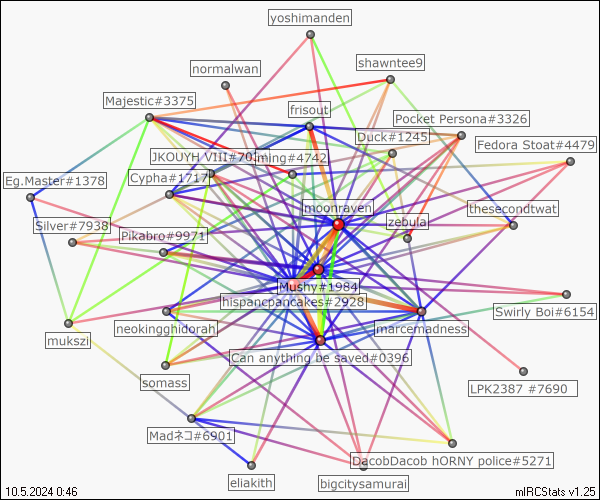 yoshimanden
shawntee9
normalwan
Majestic#3375
frisout
Pocket Persona#3326
Duck#1245
Fedora Stoat#4479
JKOUYH VIII#70
ming#4742
Eg.Master#1378
Cypha#1717
moonraven
thesecondtwat
zebula
Silver#7938
Pikabro#9971
Mushy#1984
hispancpancakes#2928
Swirly Boi#6154
neokingghidorah
marcemadness
mukszi
Can anything be saved#0396
somass
LPK2387 #7690
Madネコ#6901
DacobDacob hORNY police#5271
eliakith
bigcitysamurai
10.5.2024 0:46
mIRCStats v1.25